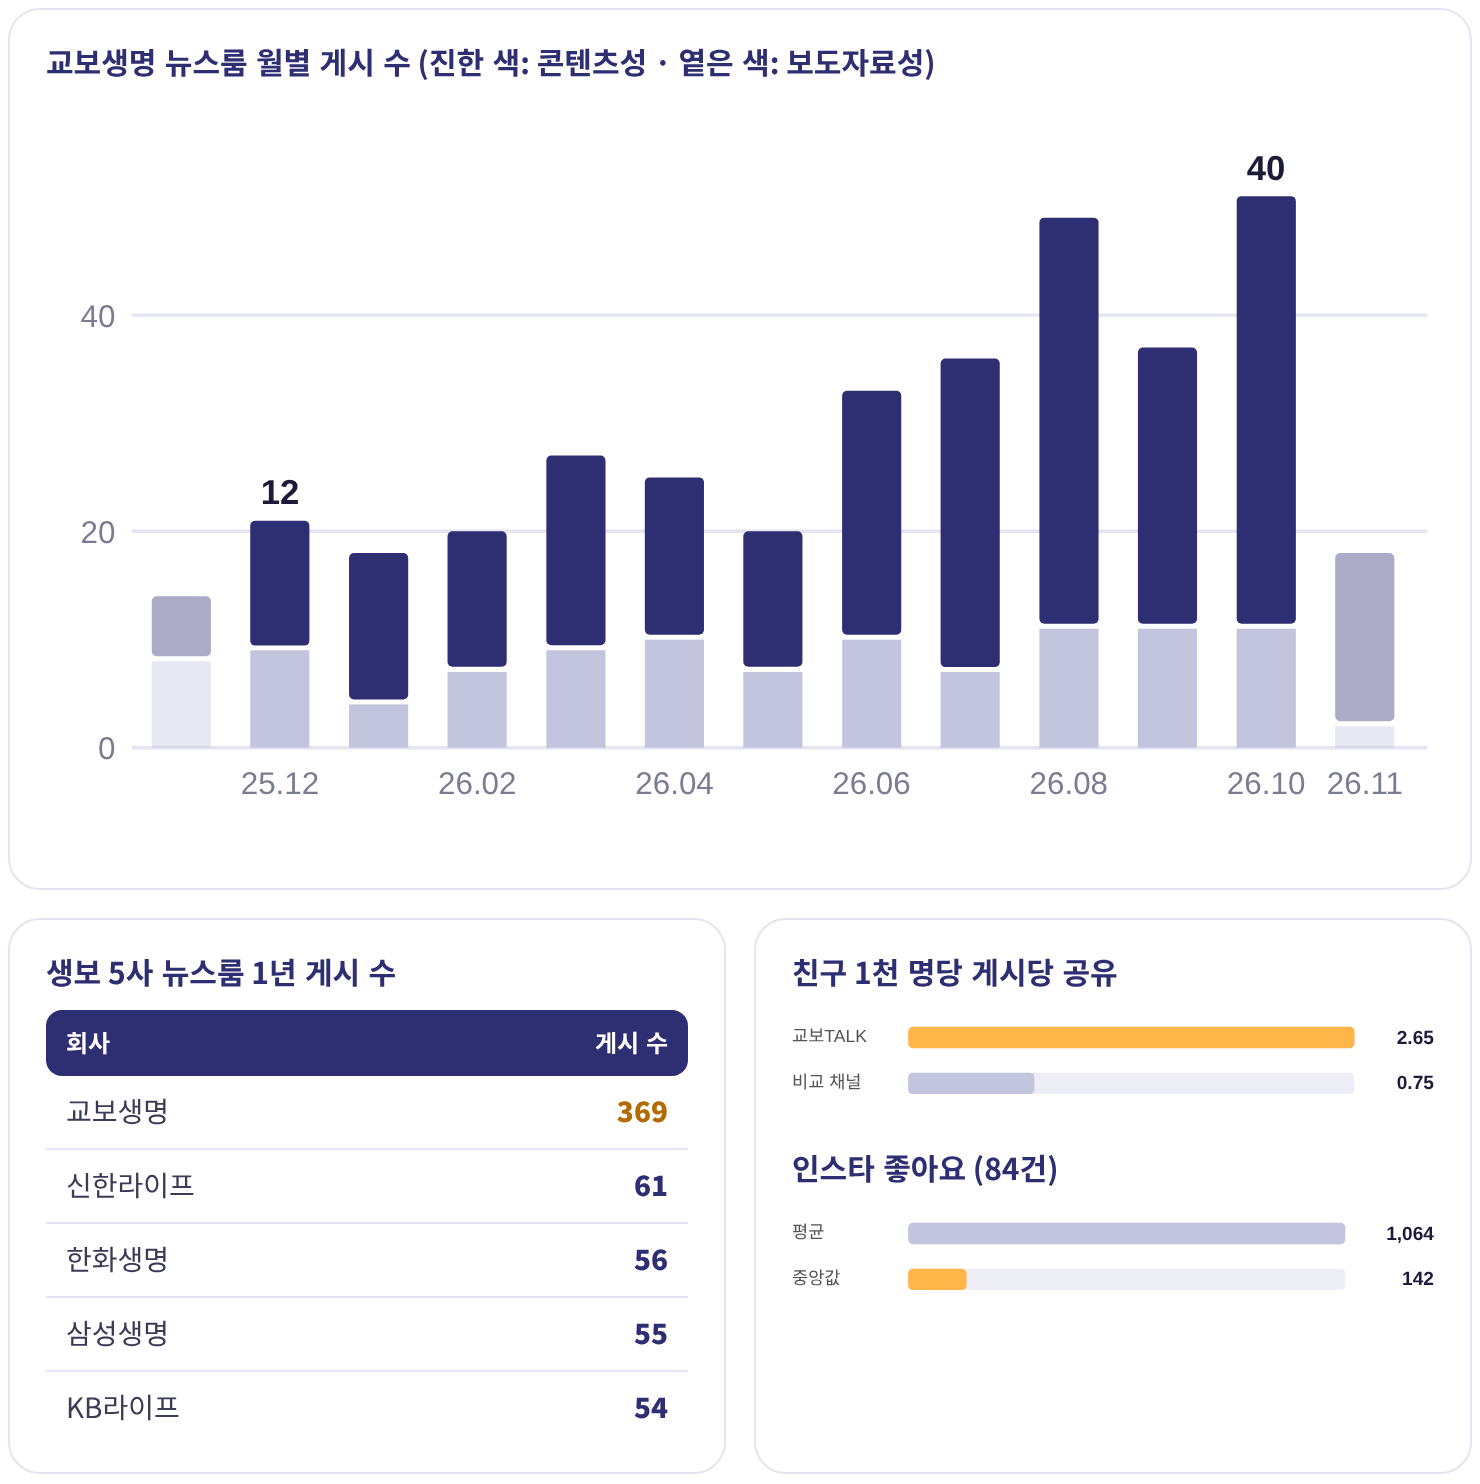 교보생명 뉴스룸 월별 게시 수 (진한 색: 콘텐츠성 · 옅은 색: 보도자료성)
40
40
12
20
0
25.12 26.02 26.04 26.06 26.08 26.10 26.11
생보 5사 뉴스룸 1년 게시 수
회사 게시 수
교보생명 369
신한라이프 61
한화생명 56
삼성생명 55
KB라이프 54
친구 1천 명당 게시당 공유
교보TALK 2.65
비교 채널 0.75
인스타 좋아요 (84건)
평균 1,064
중앙값 142